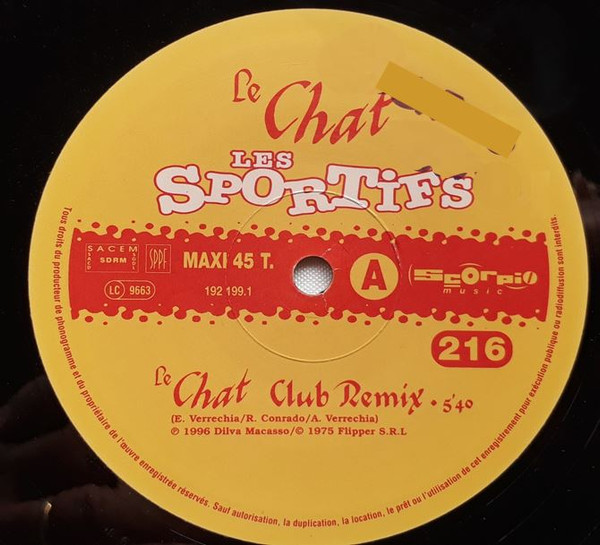 Le Chat
LES
SPORTiFS
SACEM
SACD
SDRM
SGDL
SPPF
MAXI 45 T.
A
Scorpio
music
LC 9663
192 199.1
216
Le Chat Club Remix • 5'40
(E. Verrechia/R. Conrado/A. Verrechia)
℗ 1996 Dilva Macasso/© 1975 Flipper S.R.L
Tous droits du producteur de phonogramme et du propriétaire de l'œuvre enregistrée réservés. Sauf autorisation, la duplication, la location, le prêt ou l'utilisation de cet enregistrement pour exécution publique ou radiodiffusion sont interdits.